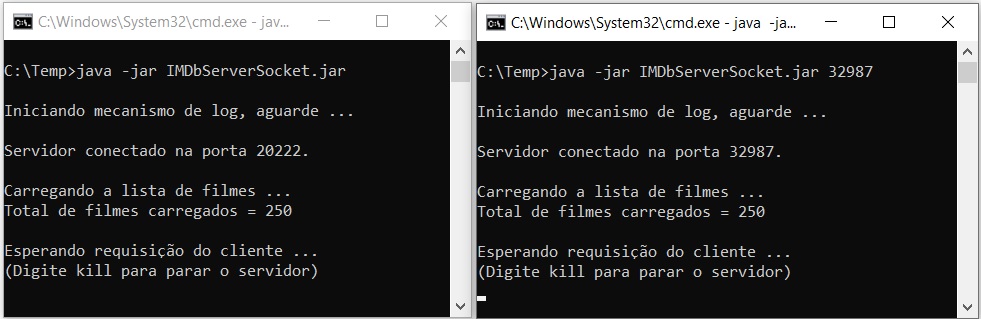 C:\Windows\System32\cmd.exe - jav...
C:\Temp>java -jar IMDbServerSocket.jar
Iniciando mecanismo de log, aguarde ...
Servidor conectado na porta 20222.
Carregando a lista de filmes ...
Total de filmes carregados = 250
Esperando requisição do cliente ...
(Digite kill para parar o servidor)
C:\Windows\System32\cmd.exe - java  -ja...
C:\Temp>java -jar IMDbServerSocket.jar 32987
Iniciando mecanismo de log, aguarde ...
Servidor conectado na porta 32987.
Carregando a lista de filmes ...
Total de filmes carregados = 250
Esperando requisição do cliente ...
(Digite kill para parar o servidor)